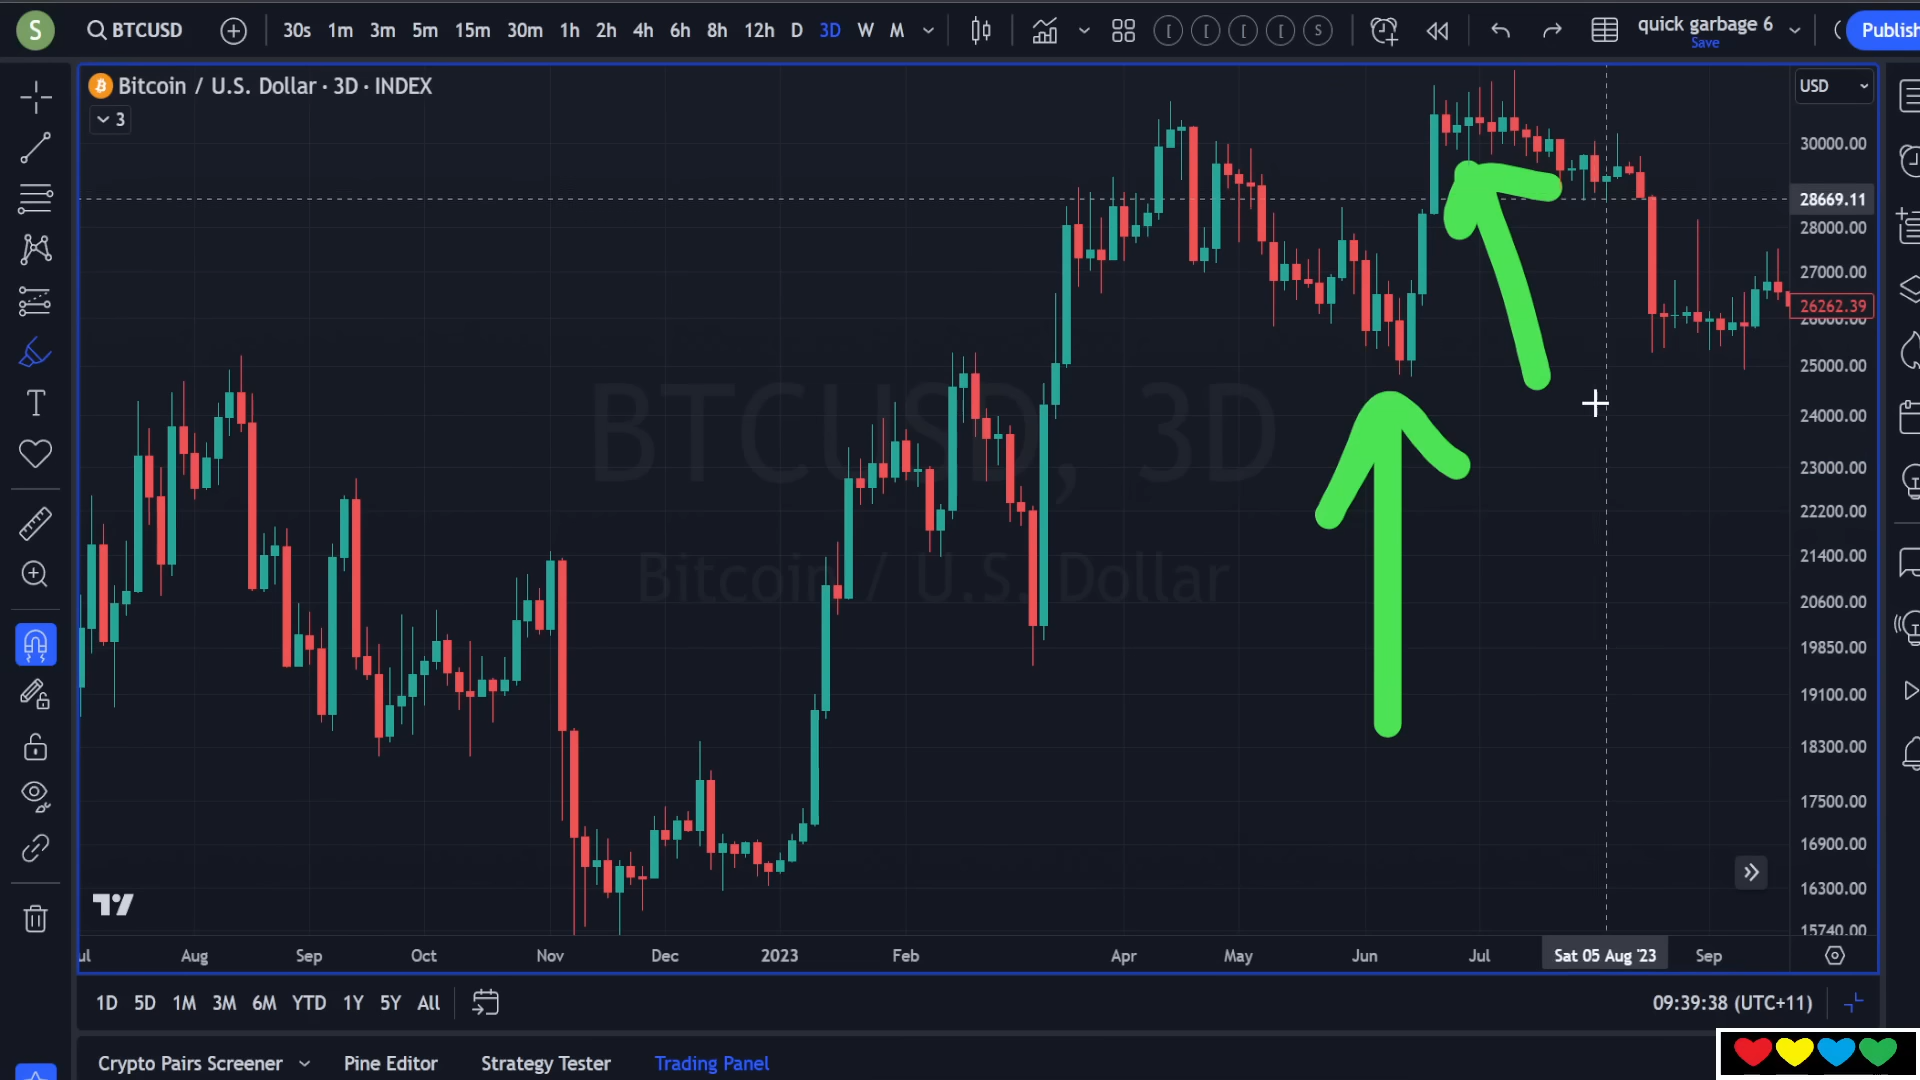 S
BTCUSD
30s 1m 3m 5m 15m 30m 1h 2h 4h 6h 8h 12h D 3D W M
[ [ [ [ S
quick garbage 6
Save
Publish
Bitcoin / U.S. Dollar · 3D · INDEX
USD
3
30000.00
28669.11
28000.00
27000.00
26262.39
26000.00
25000.00
24000.00
23000.00
22200.00
21400.00
20600.00
19850.00
19100.00
18300.00
17500.00
16900.00
16300.00
15740.00
BTCUSD, 3D
Bitcoin / U.S. Dollar
Aug Sep Oct Nov Dec 2023 Feb Apr May Jun Jul Sat 05 Aug '23 Sep
1D 5D 1M 3M 6M YTD 1Y 5Y All
09:39:38 (UTC+11)
Crypto Pairs Screener Pine Editor Strategy Tester Trading Panel